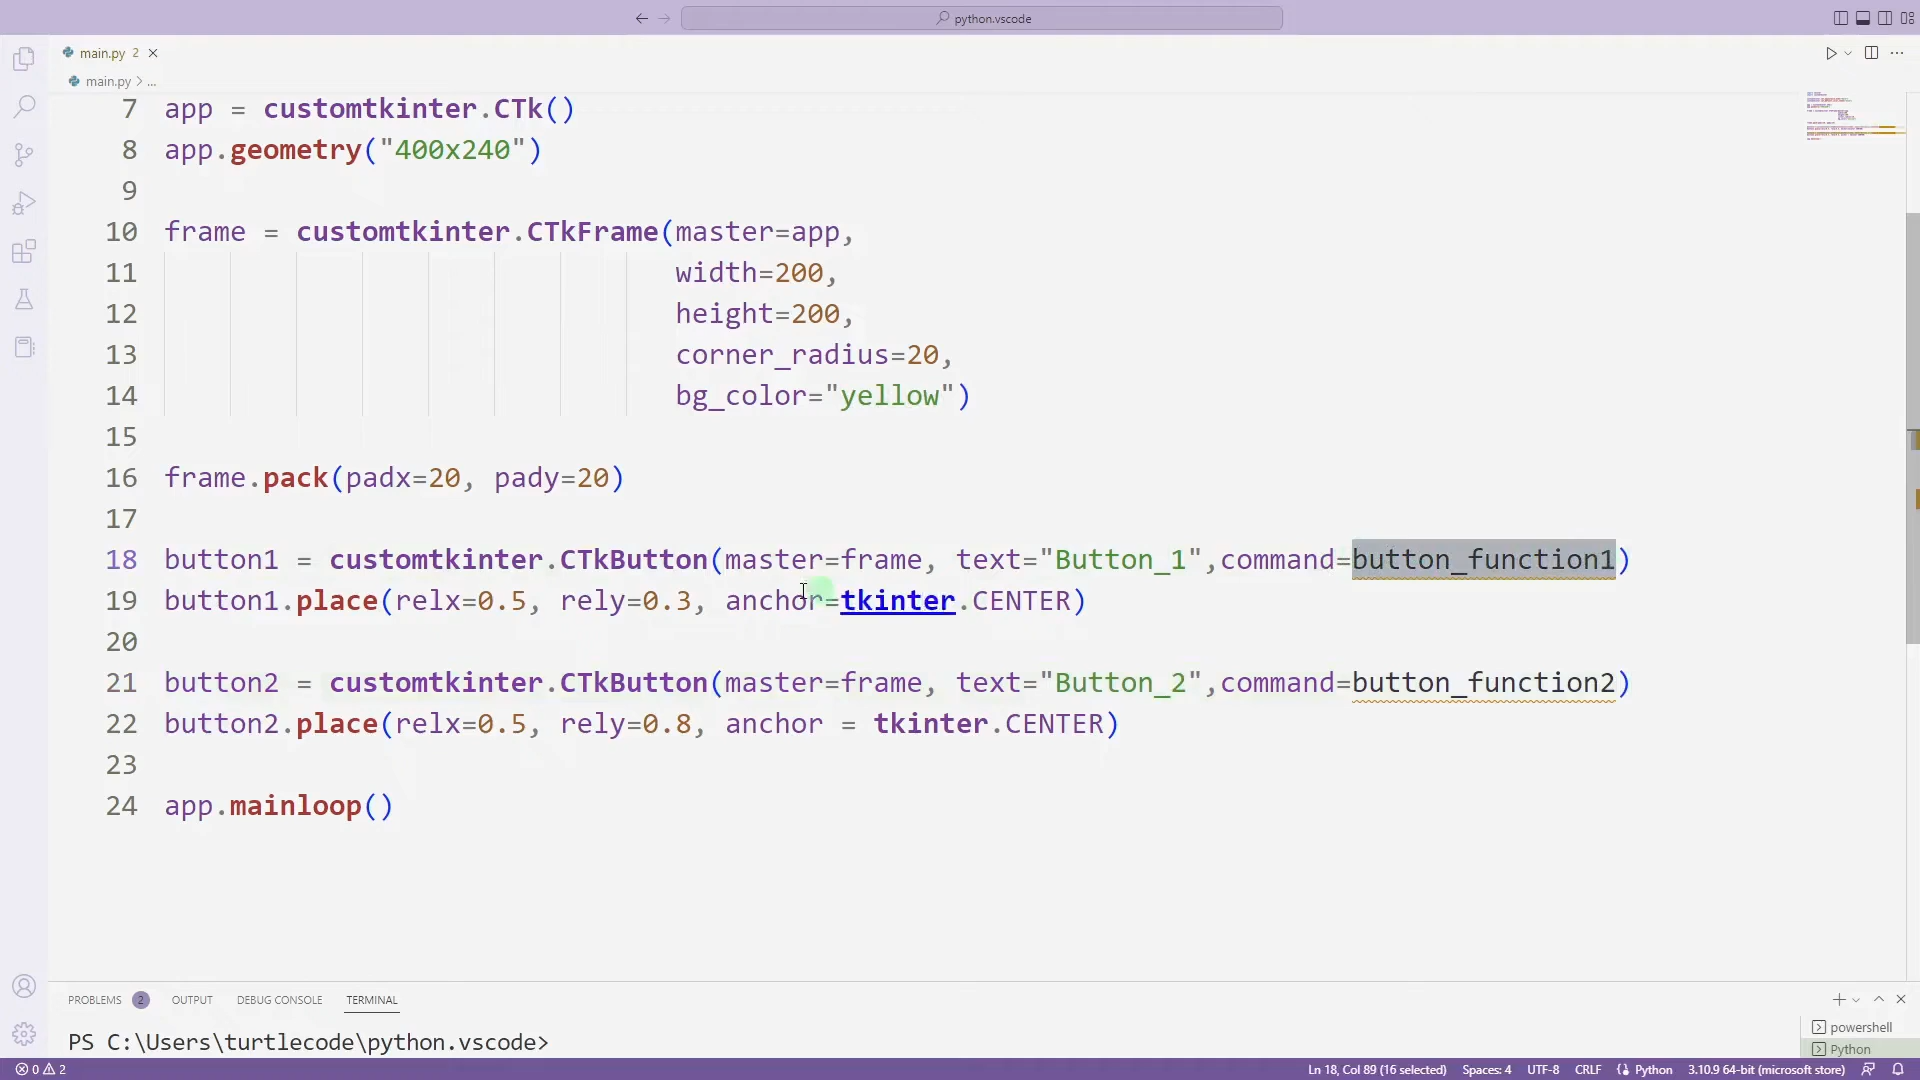 python.vscode
main.py 2
main.py > ...
7 app = customtkinter.CTk()
8 app.geometry("400x240")
9
10 frame = customtkinter.CTkFrame(master=app,
11 width=200,
12 height=200,
13 corner_radius=20,
14 bg_color="yellow")
15
16 frame.pack(padx=20, pady=20)
17
18 button1 = customtkinter.CTkButton(master=frame, text="Button_1",command=button_function1)
19 button1.place(relx=0.5, rely=0.3, anchor=tkinter.CENTER)
20
21 button2 = customtkinter.CTkButton(master=frame, text="Button_2",command=button_function2)
22 button2.place(relx=0.5, rely=0.8, anchor = tkinter.CENTER)
23
24 app.mainloop()
PROBLEMS 2 OUTPUT DEBUG CONSOLE TERMINAL
PS C:\Users\turtlecode\python.vscode>
powershell
Python
0 2 Ln 18, Col 89 (16 selected) Spaces: 4 UTF-8 CRLF Python 3.10.9 64-bit (microsoft store)